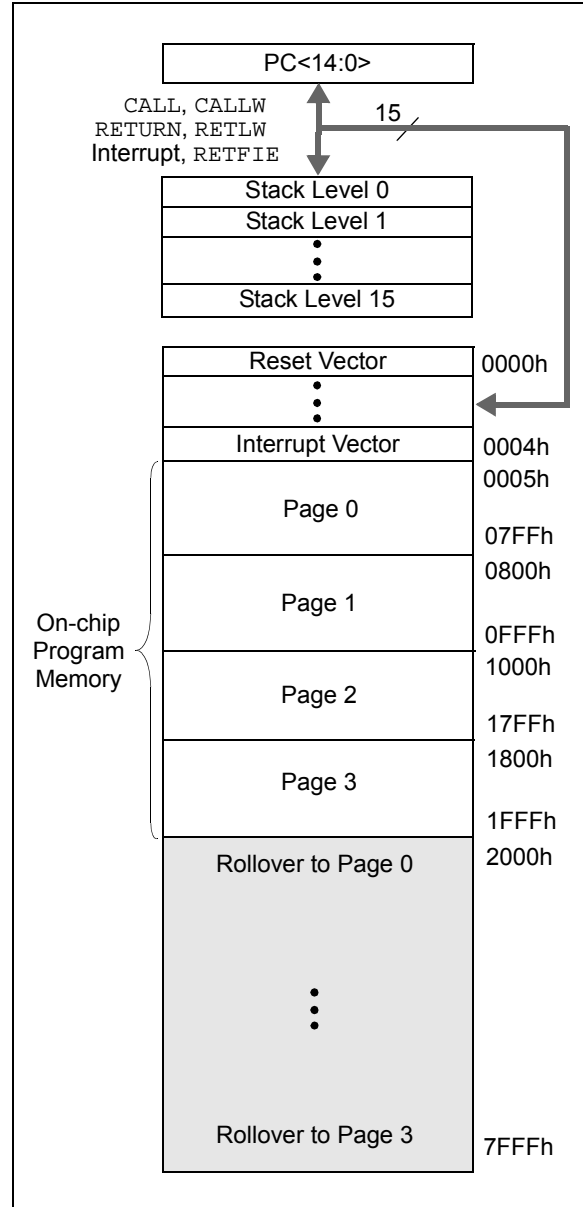 PC<14:0>
CALL, CALLW
RETURN, RETLW
Interrupt, RETFIE
15
Stack Level 0
Stack Level 1
Stack Level 15
Reset Vector
0000h
Interrupt Vector
0004h
0005h
Page 0
07FFh
0800h
Page 1
0FFFh
On-chip
Program
Memory
1000h
Page 2
17FFh
1800h
Page 3
1FFFh
Rollover to Page 0
2000h
Rollover to Page 3
7FFFh